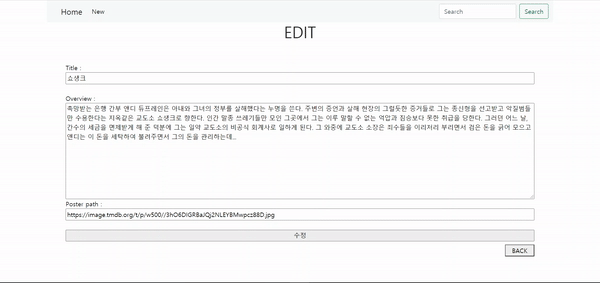 Home New Search Search
EDIT
Title :
쇼생크
Overview :
촉망받는 은행 간부 앤디 듀프레인은 아내와 그녀의 정부를 살해했다는 누명을 쓴다. 주변의 증언과 살해 현장의 그럴듯한 증거들로 그는 종신형을 선고받고 악질범들
만 수용한다는 지옥같은 교도소 쇼생크로 향한다. 인간 말종 쓰레기들만 모인 그곳에서 그는 이루 말할 수 없는 억압과 짐승보다 못한 취급을 당한다. 그러던 어느 날,
간수의 세금을 면제받게 해 준 덕분에 그는 일약 교도소의 비공식 회계사로 일하게 된다. 그 와중에 교도소 소장은 죄수들을 이리저리 부리면서 검은 돈을 긁어 모으고
앤디는 이 돈을 세탁하여 불려주면서 그의 돈을 관리하는데...
Poster path :
https://image.tmdb.org/t/p/w500//3hO6DIGRBaJQj2NLEYBMwpcz88D.jpg
수정
BACK